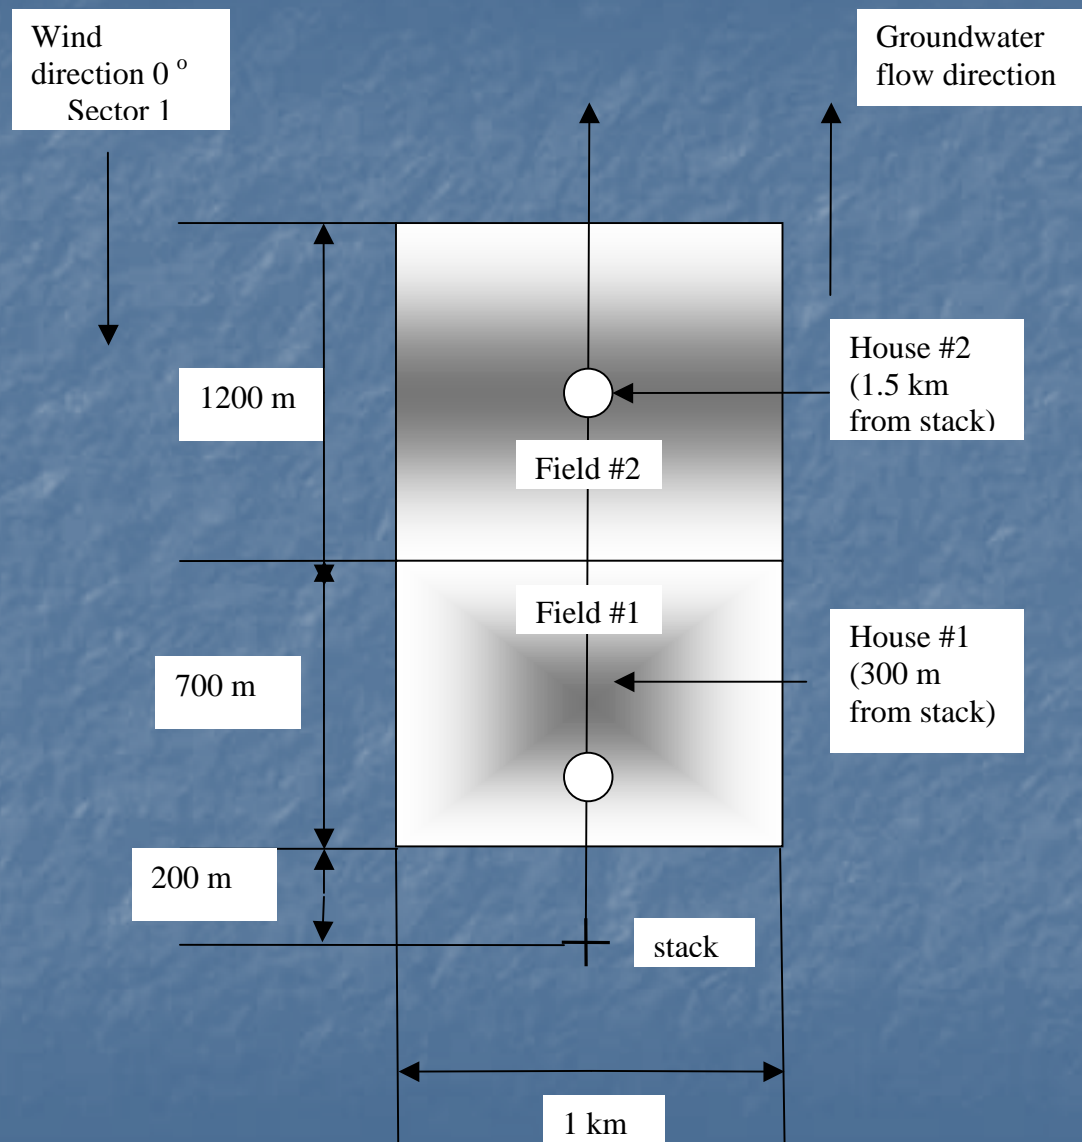 Wind
direction 0 o
Sector 1
Groundwater
flow direction
1200 m
House #2
(1.5 km
from stack)
Field #2
Field #1
700 m
House #1
(300 m
from stack)
200 m
stack
1 km